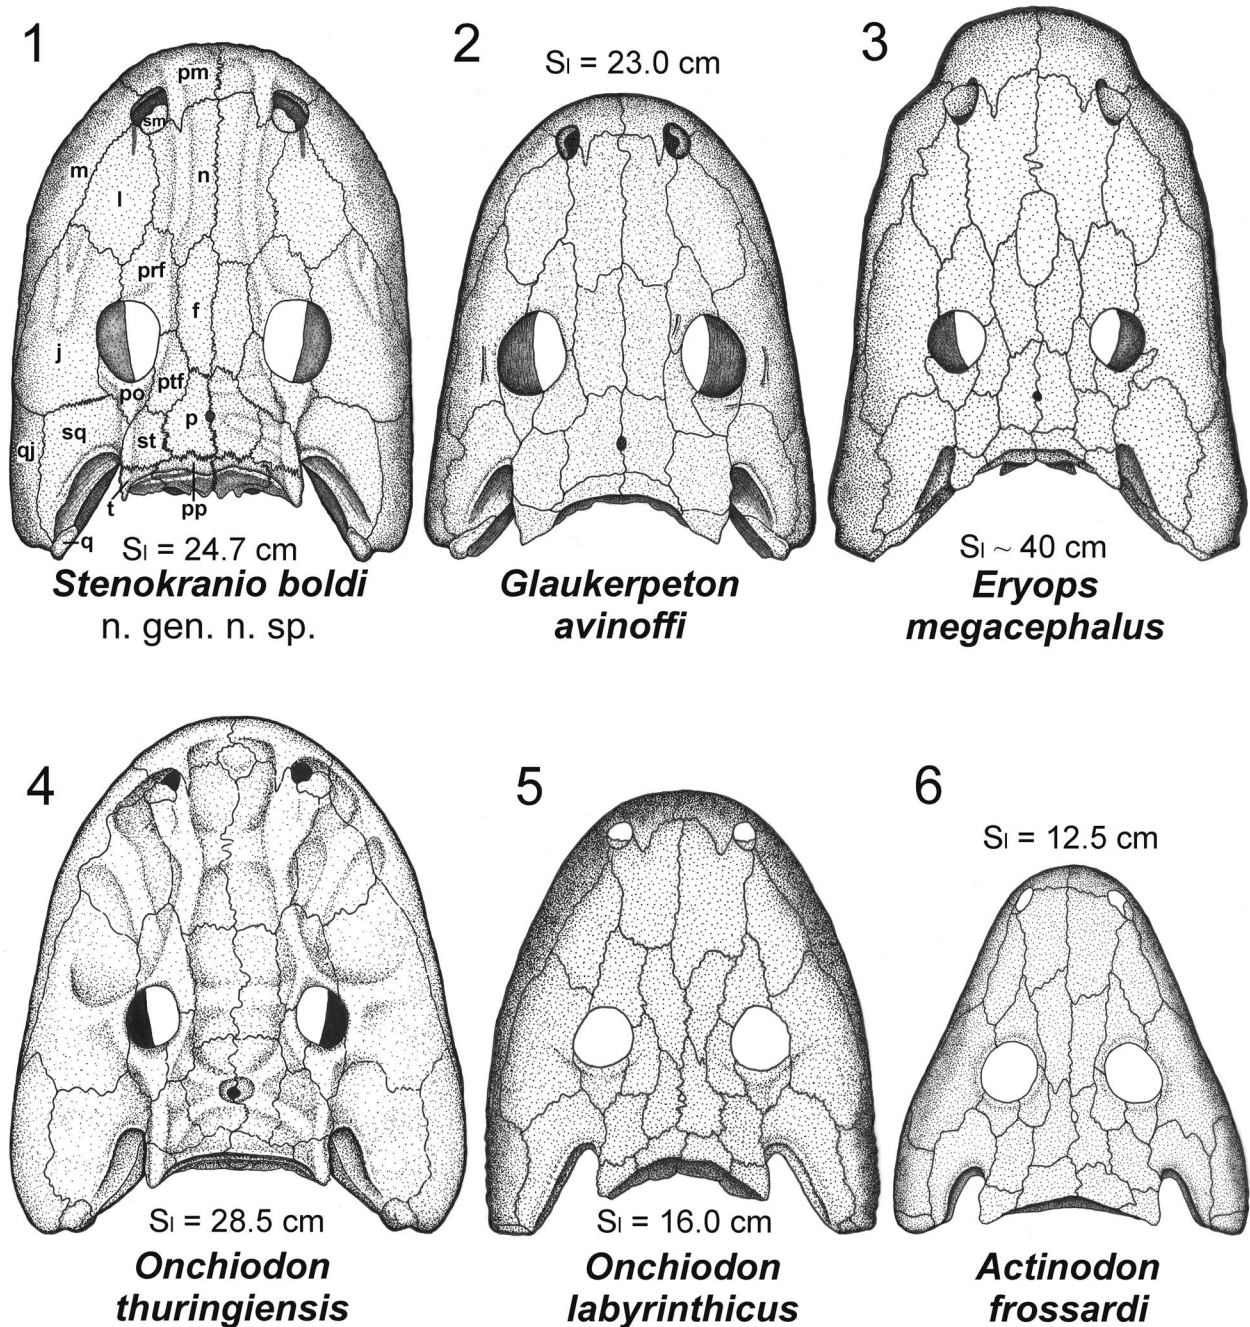 1
2
3
Sl = 23.0 cm
pm
sm
m
n
l
prf
f
j
ptf
po
p
sq
st
qj
t
pp
q
Sl = 24.7 cm
Sl ~ 40 cm
Stenokranio boldi
n. gen. n. sp.
Glaukerpeton
avinoffi
Eryops
megacephalus
4
5
6
Sl = 12.5 cm
Sl = 28.5 cm
Sl = 16.0 cm
Onchiodon
thuringiensis
Onchiodon
labyrinthicus
Actinodon
frossardi